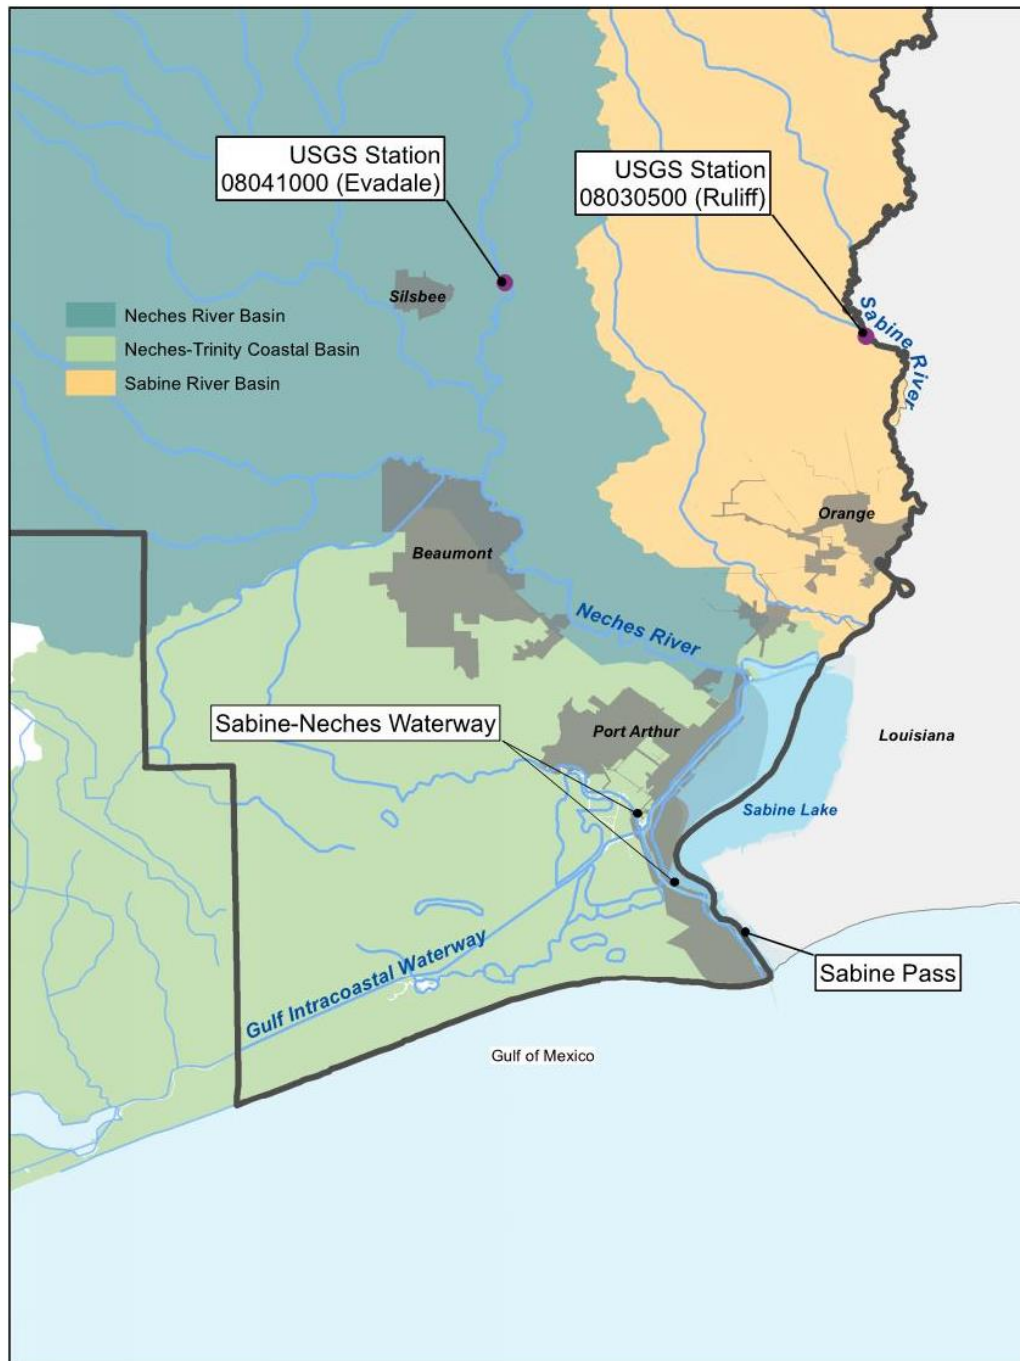 USGS Station
08041000 (Evadale)
USGS Station
08030500 (Ruliff)
Silsbee
Neches River Basin
Neches-Trinity Coastal Basin
Sabine River Basin
Sabine River
Orange
Beaumont
Neches River
Sabine-Neches Waterway
Port Arthur
Louisiana
Sabine Lake
Gulf Intracoastal Waterway
Sabine Pass
Gulf of Mexico